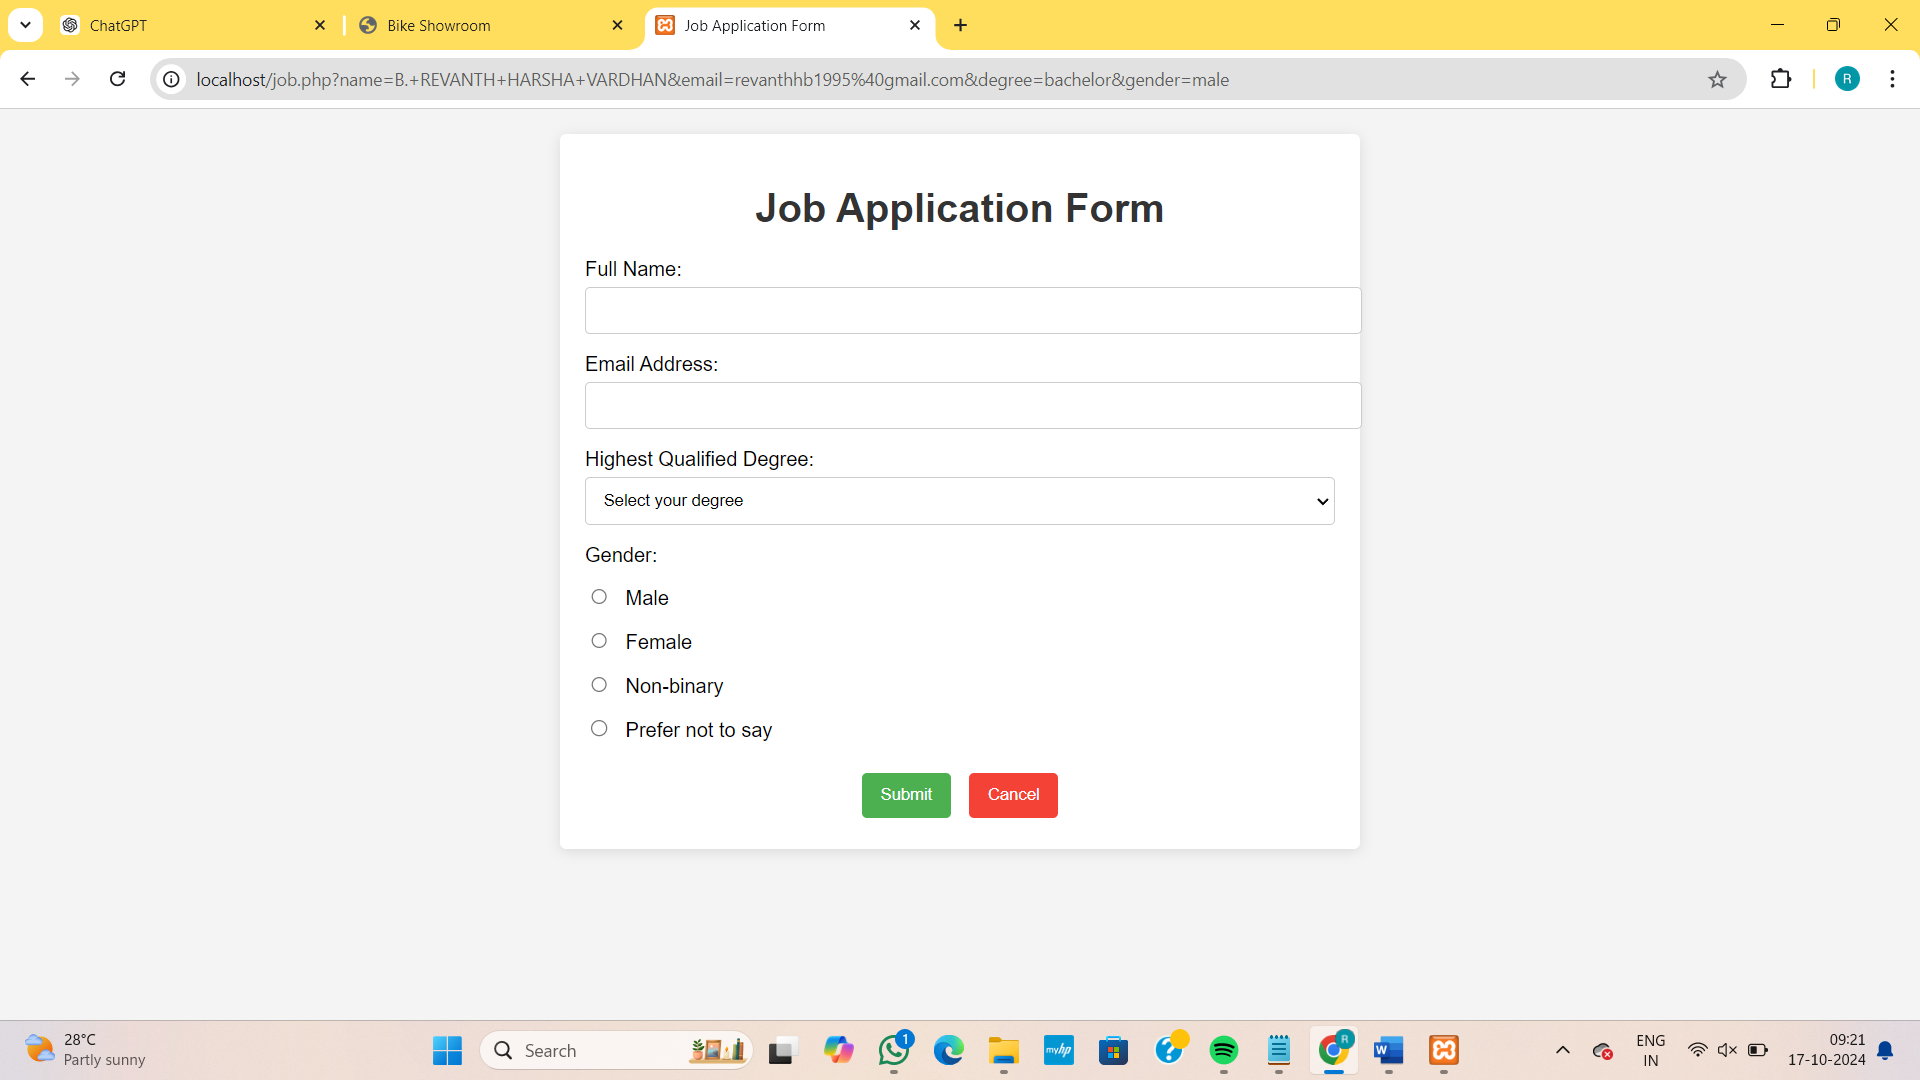 ChatGPT
Bike Showroom
Job Application Form
localhost/job.php?name=B.+REVANTH+HARSHA+VARDHAN&email=revanthhb1995%40gmail.com&degree=bachelor&gender=male
R
Job Application Form
Full Name:
Email Address:
Highest Qualified Degree:
Select your degree
Gender:
Male
Female
Non-binary
Prefer not to say
Submit Cancel
28°C
Partly sunny
Search
1
myhp
R
W
ENG
IN
09:21
17-10-2024